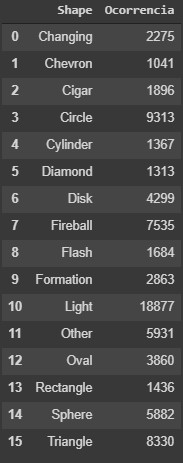 Shape Ocorrencia
0 Changing 2275
1 Chevron 1041
2 Cigar 1896
3 Circle 9313
4 Cylinder 1367
5 Diamond 1313
6 Disk 4299
7 Fireball 7535
8 Flash 1684
9 Formation 2863
10 Light 18877
11 Other 5931
12 Oval 3860
13 Rectangle 1436
14 Sphere 5882
15 Triangle 8330